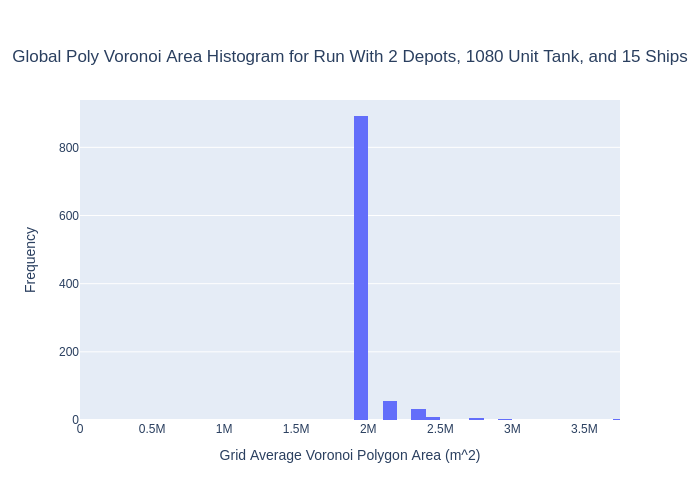 Global Poly Voronoi Area Histogram for Run With 2 Depots, 1080 Unit Tank, and 15 Ships
800
600
400
200
0
Frequency
0 0.5M 1M 1.5M 2M 2.5M 3M 3.5M
Grid Average Voronoi Polygon Area (m^2)